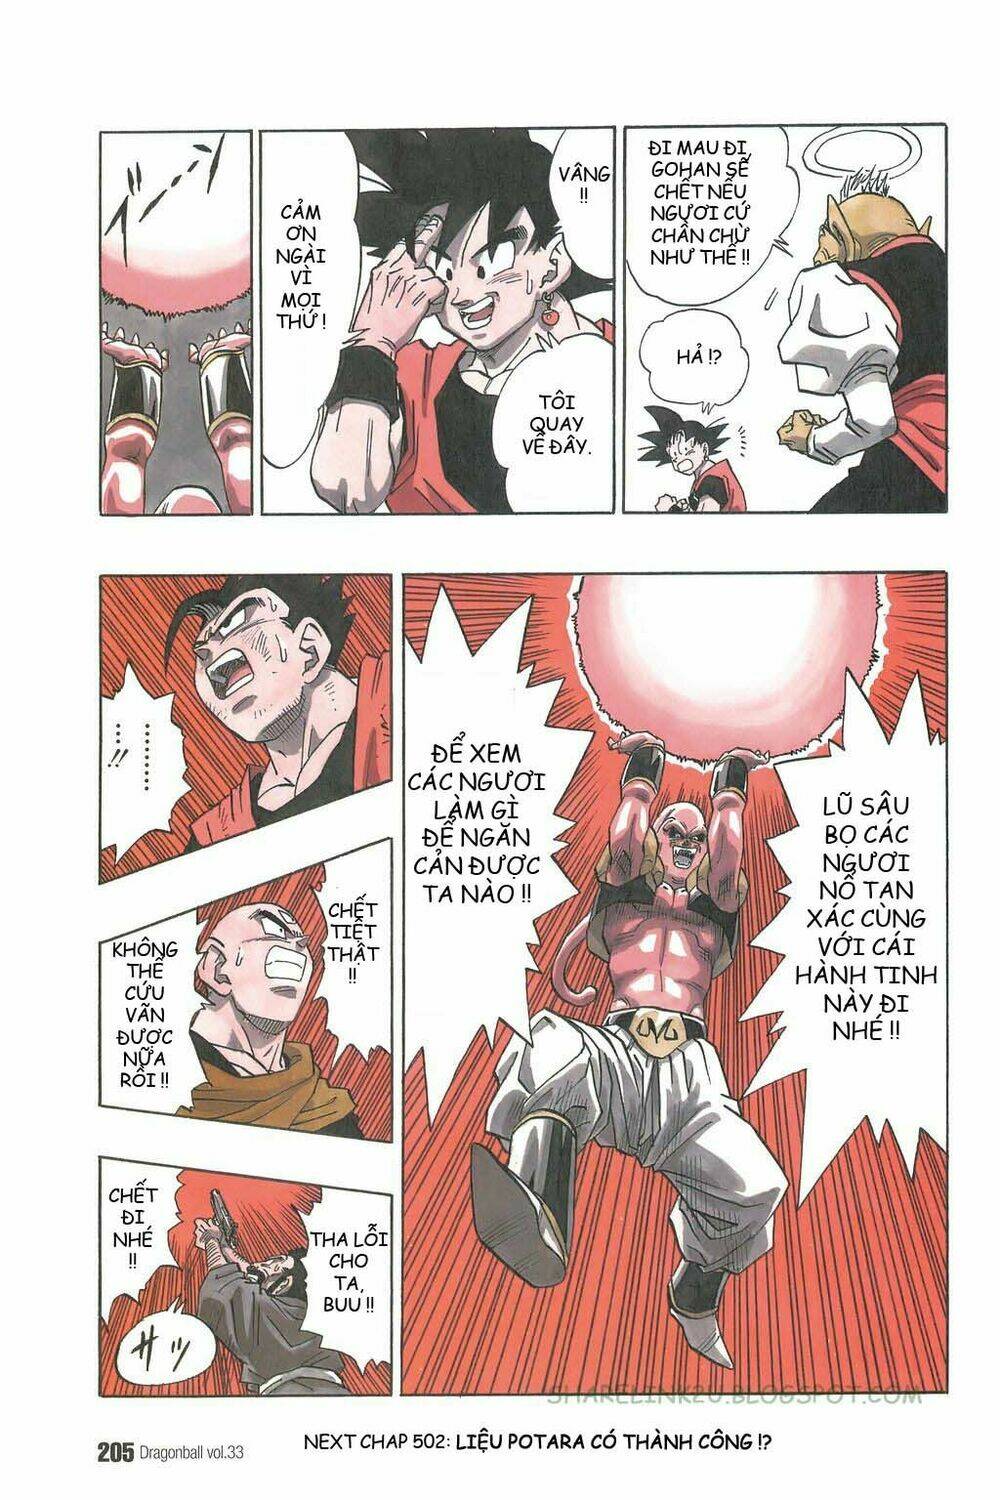 ĐI MAU ĐI,
GOHAN SẼ
CHẾT NẾU
NGƯƠI CỨ
CHẦN CHỪ
NHƯ THẾ !!
HẢ !?
VÂNG
!!
TÔI
QUAY
VỀ ĐÂY.
CẢM
ƠN
NGÀI
VÌ
MỌI
THỨ !
LŨ SÂU
BỌ CÁC
NGƯƠI
NỔ TAN
XÁC CÙNG
VỚI CÁI
HÀNH TINH
NÀY ĐI
NHÉ !!
ĐỂ XEM
CÁC NGƯƠI
LÀM GÌ
ĐỂ NGĂN
CẢN ĐƯỢC
TA NÀO !!
........!!
CHẾT
TIỆT
THẬT
!!
KHÔNG
THỂ
CỨU
VÃN
ĐƯỢC
NỮA
RỒI !!
THA LỖI
CHO
TA,
BUU !!
CHẾT
ĐI
NHÉ
!!
サッ
SHARELINK2U.BLOGSPOT.COM
NEXT CHAP 502: LIỆU POTARA CÓ THÀNH CÔNG !?
205 Dragonball vol.33